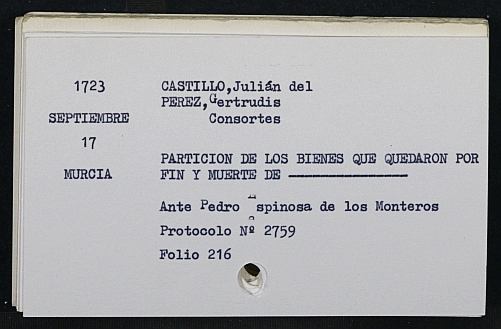 1723
SEPTIEMBRE
17
MURCIA
CASTILLO,Julián del
PEREZ,Gertrudis
Consortes
PARTICION DE LOS BIENES QUE QUEDARON POR
FIN Y MUERTE DE ---------------
Ante Pedro Espinosa de los Monteros
Protocolo Nº 2759
Folio 216